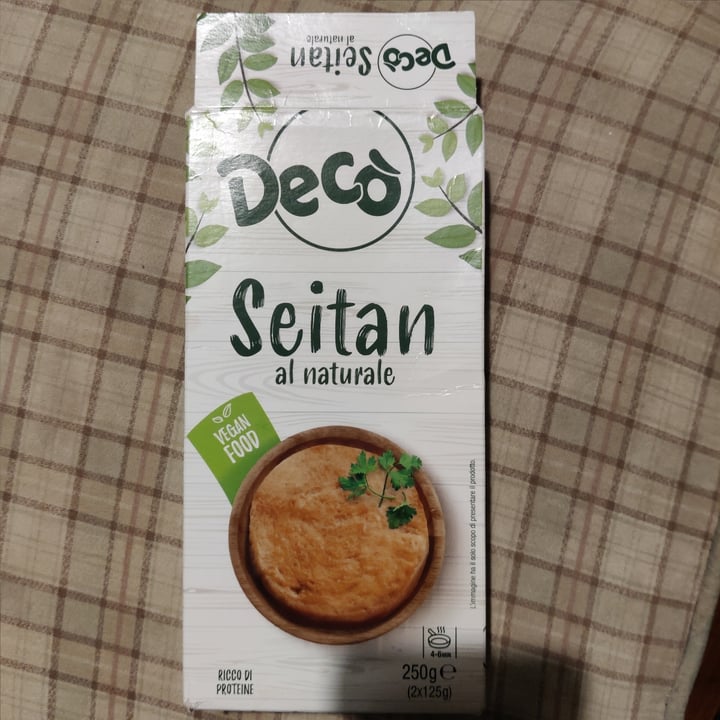 Decò Seitan
al naturale
Decò
Seitan
al naturale
VEGAN
FOOD
L'immagine ha il solo scopo di presentare il prodotto.
4-6MIN
RICCO DI
PROTEINE
250g ℮
(2x125g)